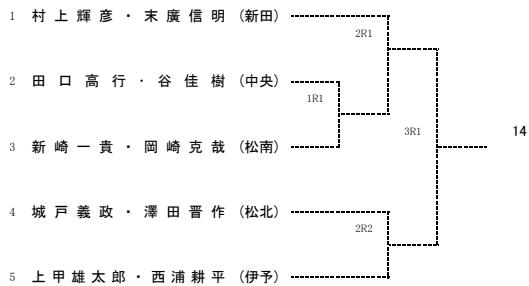 1 村上輝彦・末廣信明 (新田)
2R1
2 田口高行・谷佳樹 (中央)
1R1
3R1
14
3 新崎一貴・岡崎克哉 (松南)
4 城戸義政・澤田晋作 (松北)
2R2
5 上甲雄太郎・西浦耕平 (伊予)